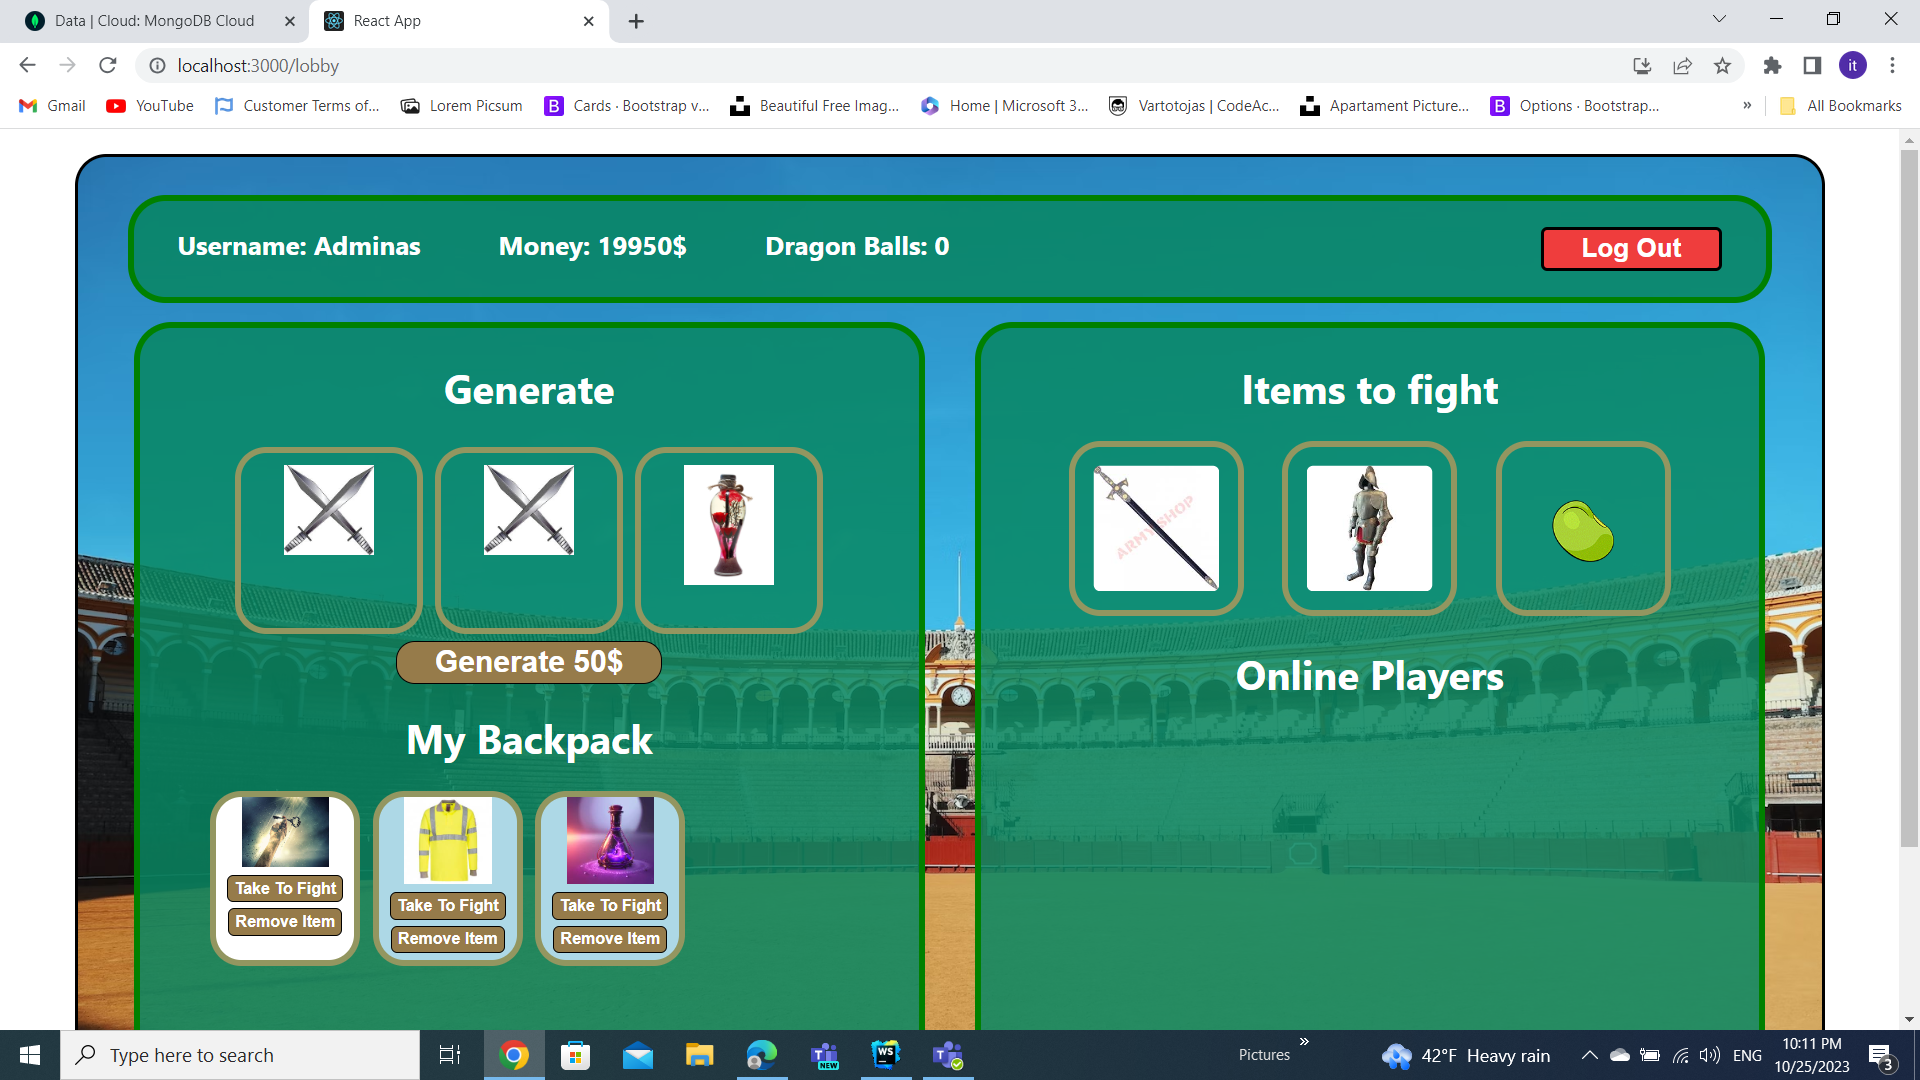 Data | Cloud: MongoDB Cloud
React App
localhost:3000/lobby
it
Gmail
YouTube
Customer Terms of...
Lorem Picsum
B
Cards · Bootstrap v...
Beautiful Free Imag...
Home | Microsoft 3...
Vartotojas | CodeAc...
Apartament Picture...
B
Options · Bootstrap...
»
All Bookmarks
Username: Adminas
Money: 19950$
Dragon Balls: 0
Log Out
Generate
Items to fight
ARMYSHOP
Generate 50$
Online Players
My Backpack
Take To Fight
Remove Item
Take To Fight
Remove Item
Take To Fight
Remove Item
Type here to search
NEW
WS
Pictures
»
42°F Heavy rain
ENG
10:11 PM
10/25/2023
3